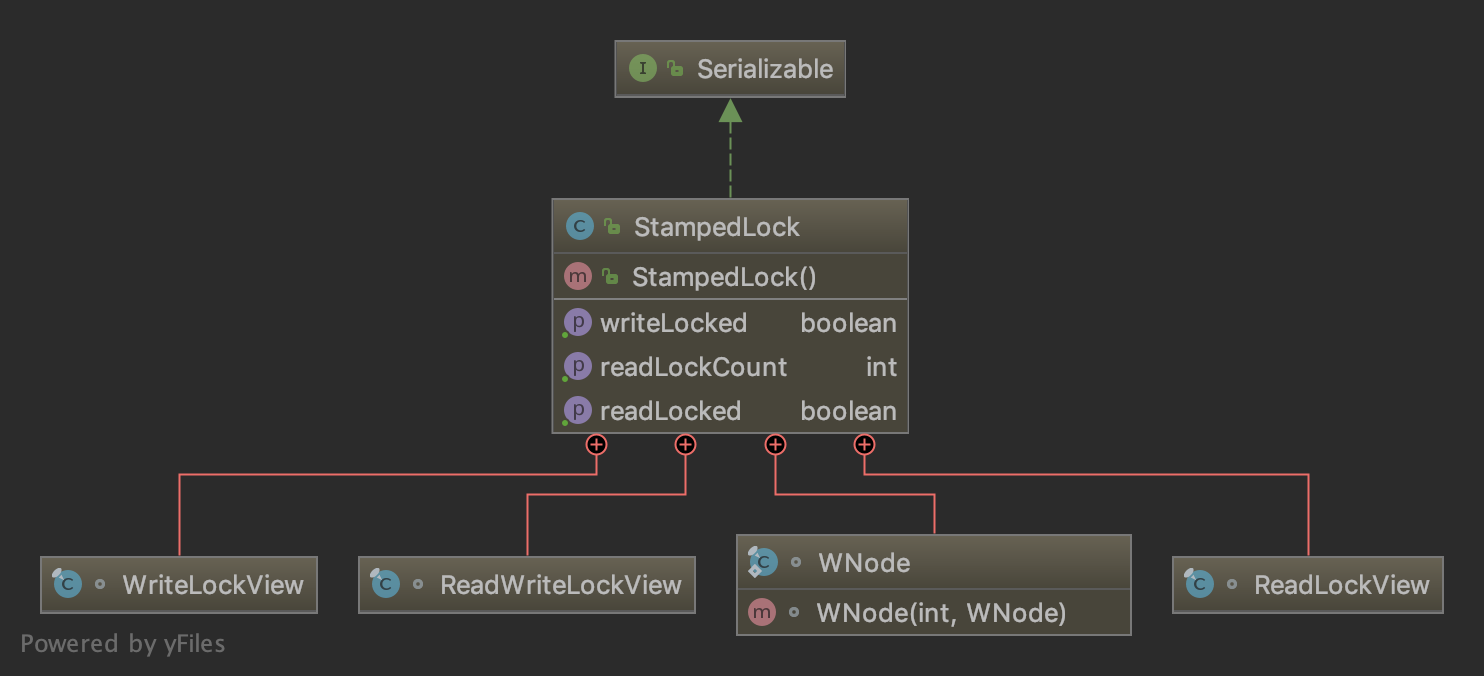 I Serializable
C StampedLock
m StampedLock()
p writeLocked boolean
p readLockCount int
p readLocked boolean
C WriteLockView
C ReadWriteLockView
C WNode
m WNode(int, WNode)
C ReadLockView
Powered by yFiles